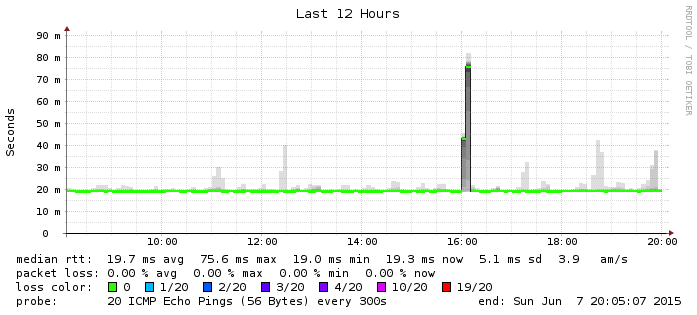 Last 12 Hours
RRDTOOL / TOBI OETIKER
Seconds
90 m
80 m
70 m
60 m
50 m
40 m
30 m
20 m
10 m
0
10:00 12:00 14:00 16:00 18:00 20:00
median rtt: 19.7 ms avg 75.6 ms max 19.0 ms min 19.3 ms now 5.1 ms sd 3.9 am/s
packet loss: 0.00 % avg 0.00 % max 0.00 % min 0.00 % now
loss color: 0 1/20 2/20 3/20 4/20 10/20 19/20
probe: 20 ICMP Echo Pings (56 Bytes) every 300s end: Sun Jun 7 20:05:07 2015